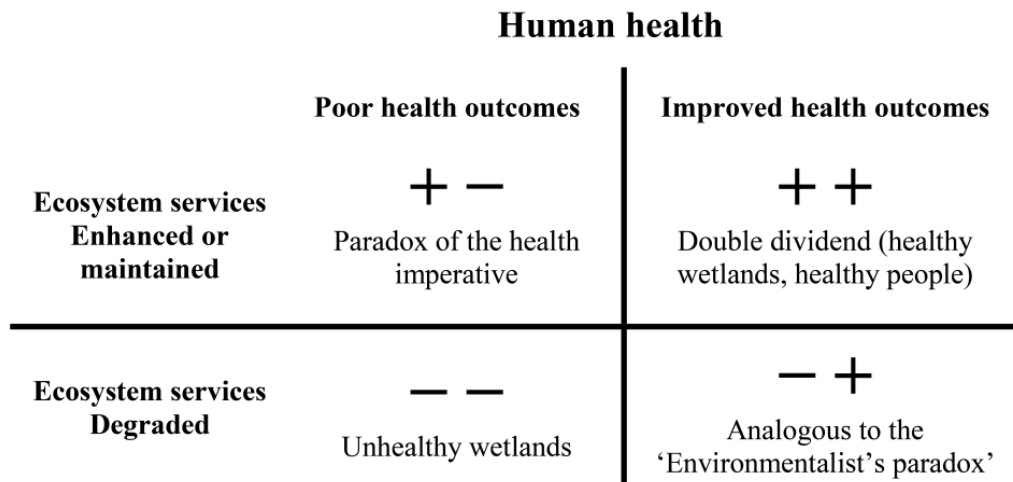 Human health
Poor health outcomes
Improved health outcomes
Ecosystem services
Enhanced or
maintained
+ −
Paradox of the health
imperative
+ +
Double dividend (healthy
wetlands, healthy people)
Ecosystem services
Degraded
− −
Unhealthy wetlands
− +
Analogous to the
‘Environmentalist’s paradox’